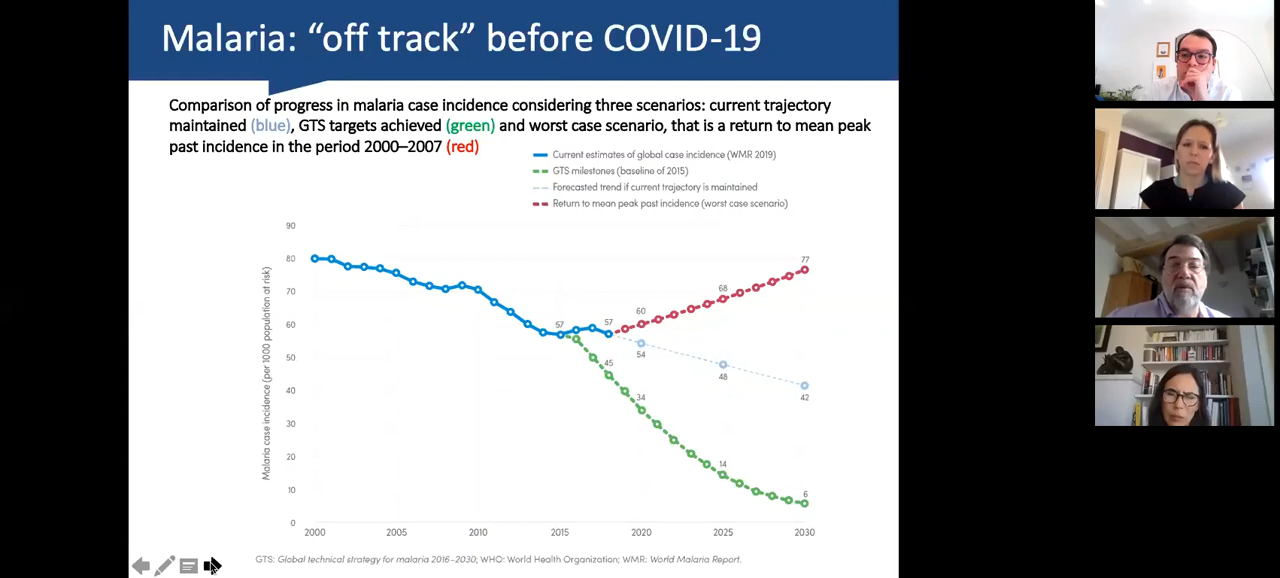 Malaria: “off track” before COVID-19
Comparison of progress in malaria case incidence considering three scenarios: current trajectory
maintained (blue), GTS targets achieved (green) and worst case scenario, that is a return to mean peak
past incidence in the period 2000–2007 (red)
Current estimates of global case incidence (WMR 2019)
GTS milestones (baseline of 2015)
Forecasted trend if current trajectory is maintained
Return to mean peak past incidence (worst case scenario)
Malaria case incidence (per 1000 population at risk)
90
80
70
60
50
40
30
20
10
0
57
57
60
68
77
54
48
42
45
34
14
6
2000
2005
2010
2015
2020
2025
2030
GTS: Global technical strategy for malaria 2016–2030; WHO: World Health Organization; WMR: World Malaria Report.